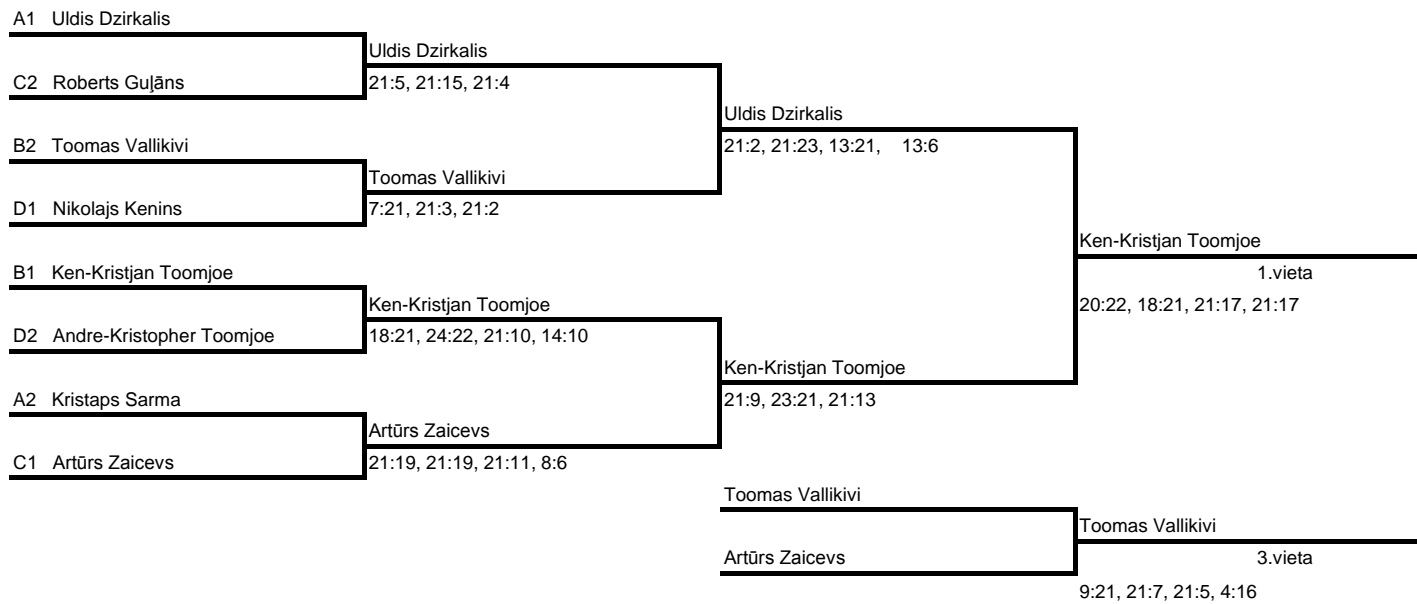 A1 Uldis Dzirkalis
Uldis Dzirkalis
C2 Roberts Guļāns
21:5, 21:15, 21:4
Uldis Dzirkalis
B2 Toomas Vallikivi
21:2, 21:23, 13:21, 13:6
Toomas Vallikivi
D1 Nikolajs Kenins
7:21, 21:3, 21:2
Ken-Kristjan Toomjoe
B1 Ken-Kristjan Toomjoe
1.vieta
Ken-Kristjan Toomjoe
20:22, 18:21, 21:17, 21:17
D2 Andre-Kristopher Toomjoe
18:21, 24:22, 21:10, 14:10
Ken-Kristjan Toomjoe
A2 Kristaps Sarma
21:9, 23:21, 21:13
Artūrs Zaicevs
C1 Artūrs Zaicevs
21:19, 21:19, 21:11, 8:6
Toomas Vallikivi
Toomas Vallikivi
Artūrs Zaicevs
3.vieta
9:21, 21:7, 21:5, 4:16